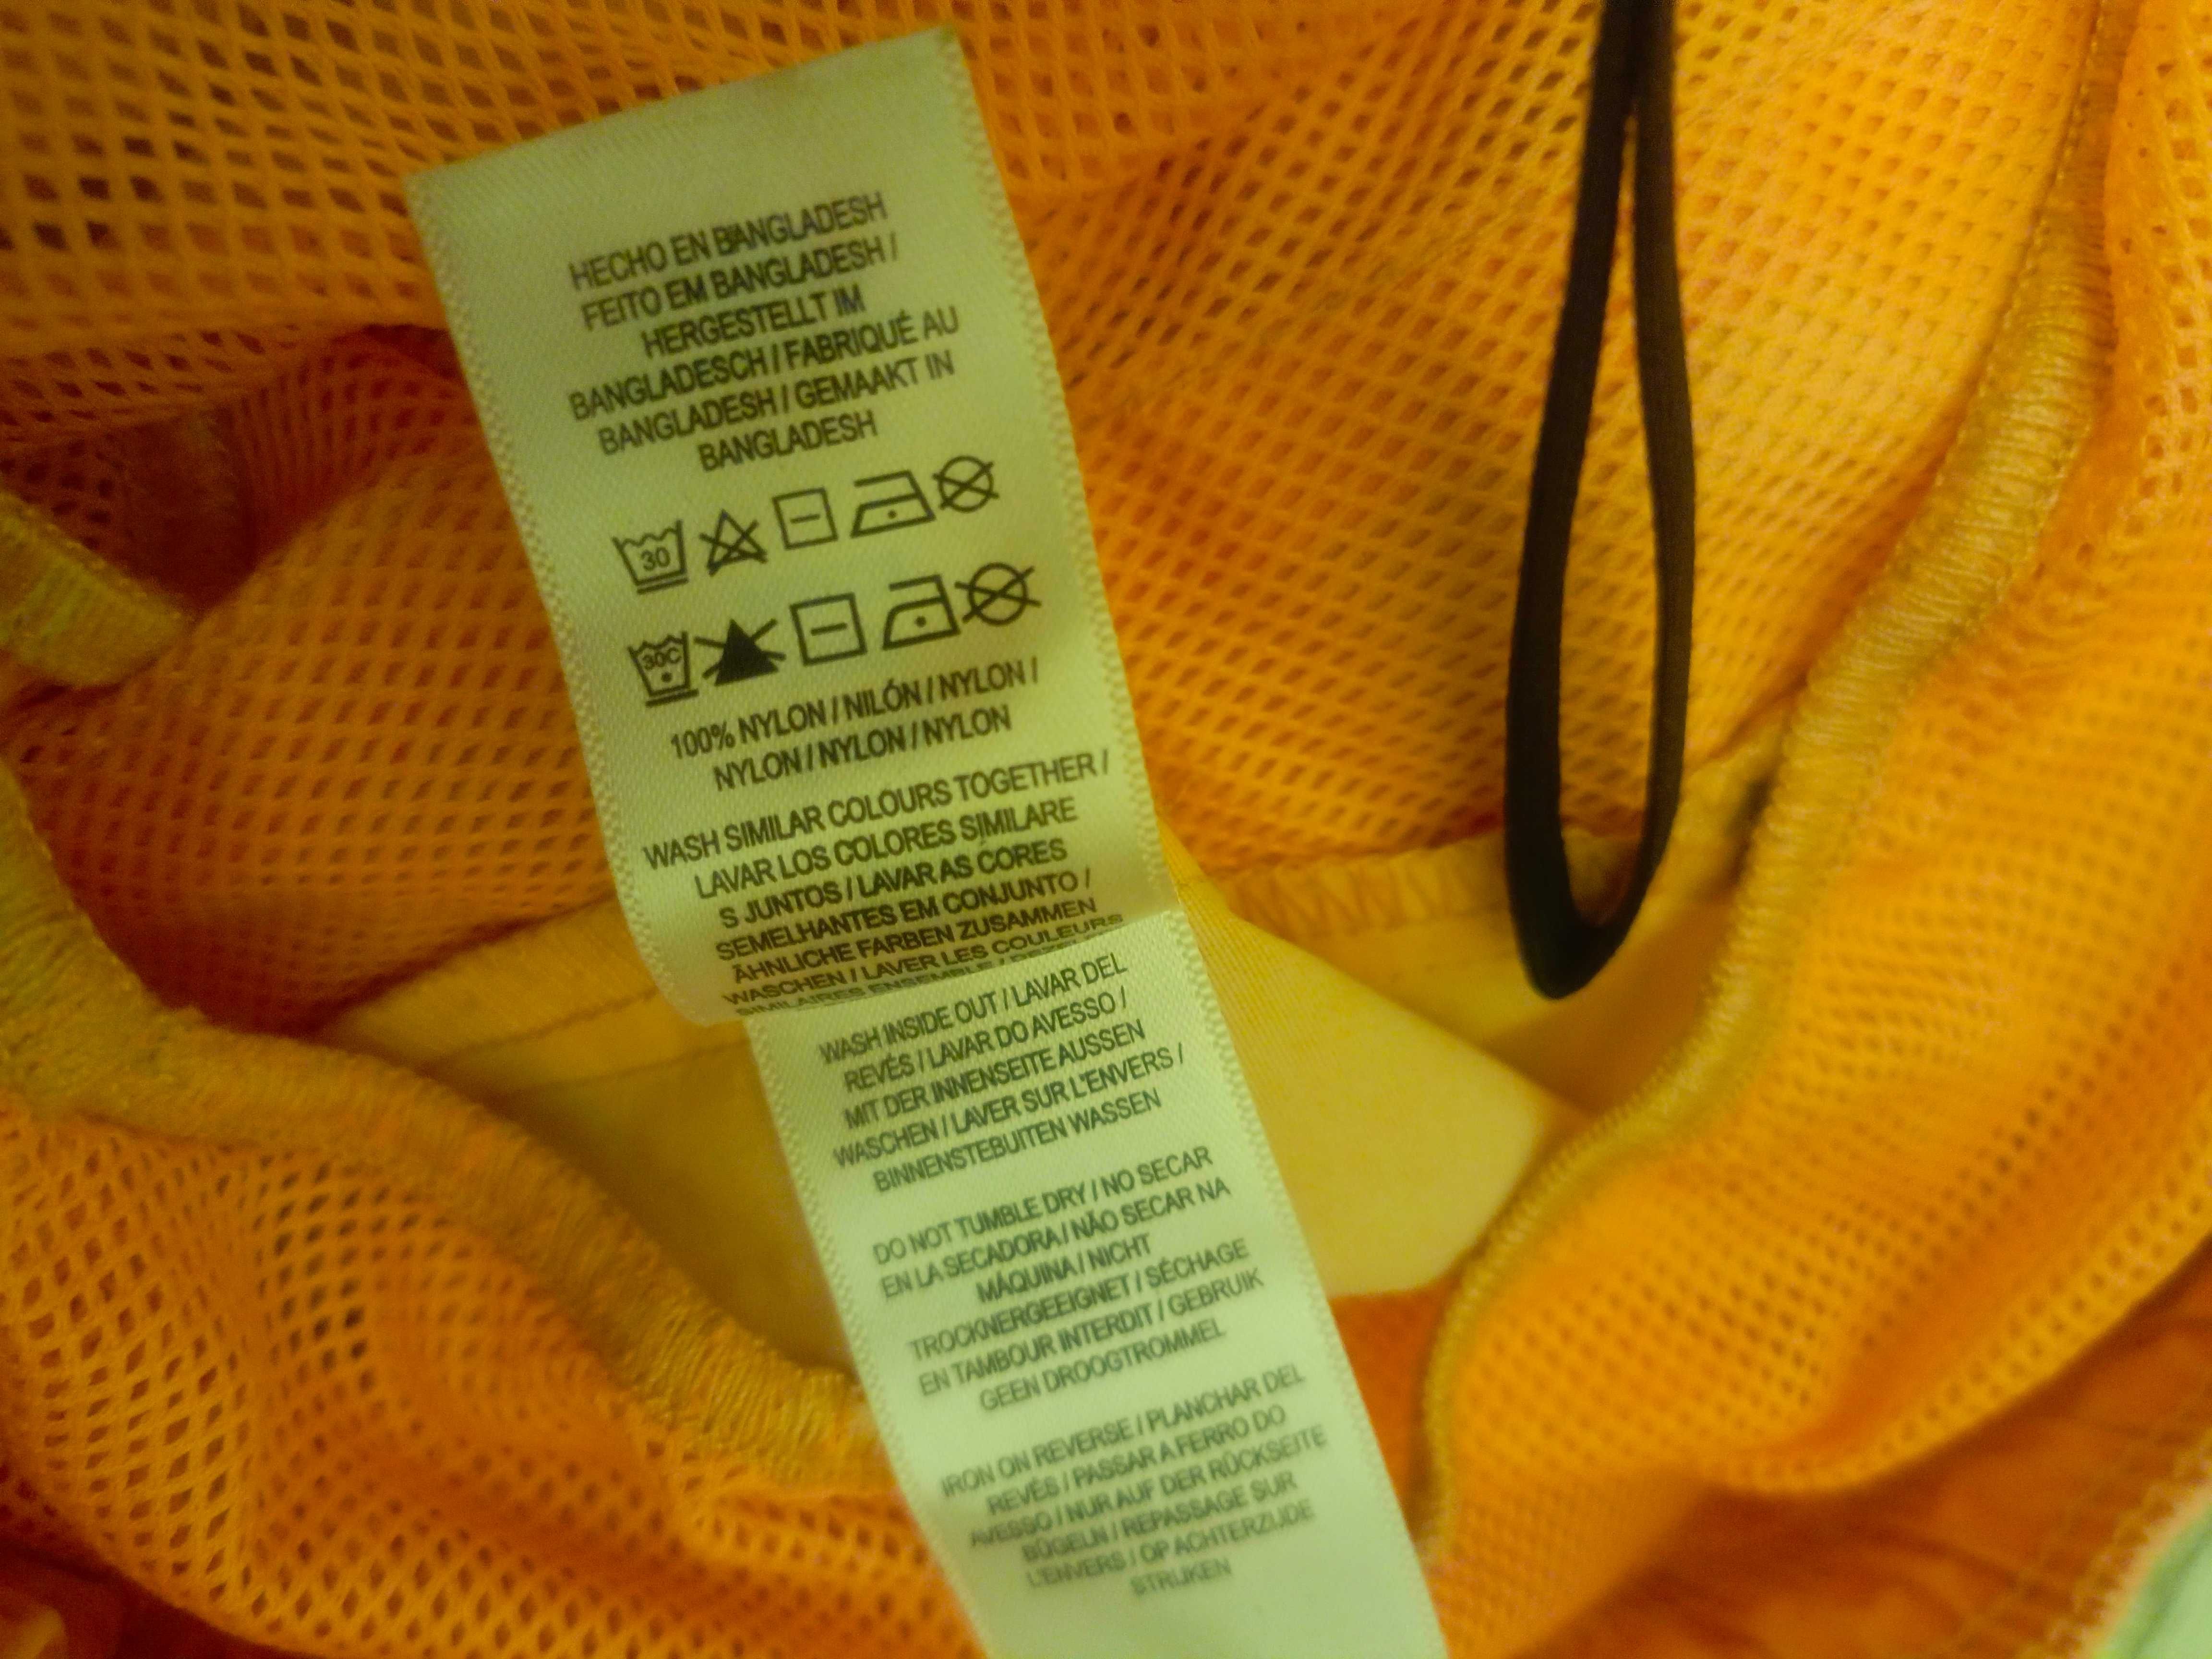 HECHO EN BANGLADESH
FEITO EM BANGLADESH /
HERGESTELLT IM
BANGLADESCH / FABRIQUÉ AU
BANGLADESH / GEMAAKT IN
BANGLADESH
30
30C
100% NYLON / NILÓN / NYLON /
NYLON / NYLON / NYLON
WASH SIMILAR COLOURS TOGETHER /
LAVAR LOS COLORES SIMILARE
S JUNTOS / LAVAR AS CORES
SEMELHANTES EM CONJUNTO /
ÄHNLICHE FARBEN ZUSAMMEN
WASCHEN / LAVER LES COULEURS
SIMILAIRES ENSEMBLE /
WASH INSIDE OUT / LAVAR DEL
REVÉS / LAVAR DO AVESSO /
MIT DER INNENSEITE AUSSEN
WASCHEN / LAVER SUR L'ENVERS /
BINNENSTEBUITEN WASSEN
DO NOT TUMBLE DRY / NO SECAR
EN LA SECADORA / NÃO SECAR NA
MÁQUINA / NICHT
TROCKNERGEEIGNET / SÉCHAGE
EN TAMBOUR INTERDIT / GEBRUIK
GEEN DROOGTROMMEL
IRON ON REVERSE / PLANCHAR DEL
REVÉS / PASSAR A FERRO DO
AVESSO / NUR AUF DER RÜCKSEITE
BÜGELN / REPASSAGE SUR
L'ENVERS / OP ACHTERZIJDE
STRIJKEN